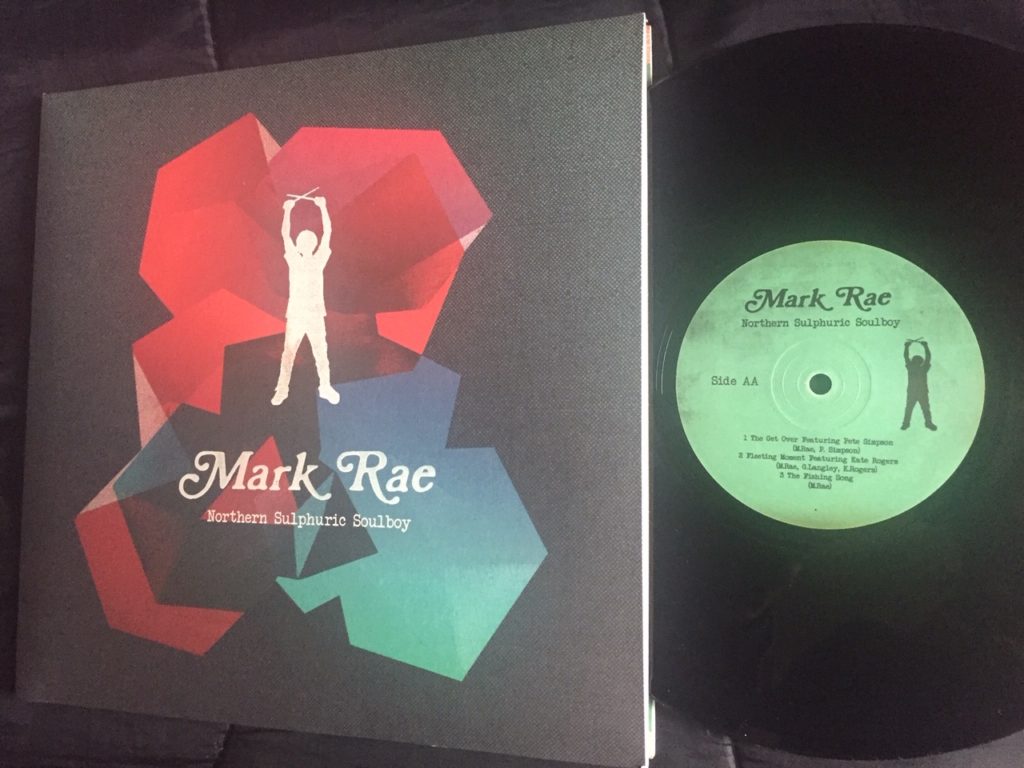 Mark Rae
Northern Sulphuric Soulboy
Mark Rae
Northern Sulphuric Soulboy
Side AA
1 The Get Over Featuring Pete Simpson
(M.Rae, P. Simpson)
2 Fleeting Moment Featuring Kate Rogers
(M.Rae, G.Langley, K.Rogers)
3 The Fishing Song
(M.Rae)